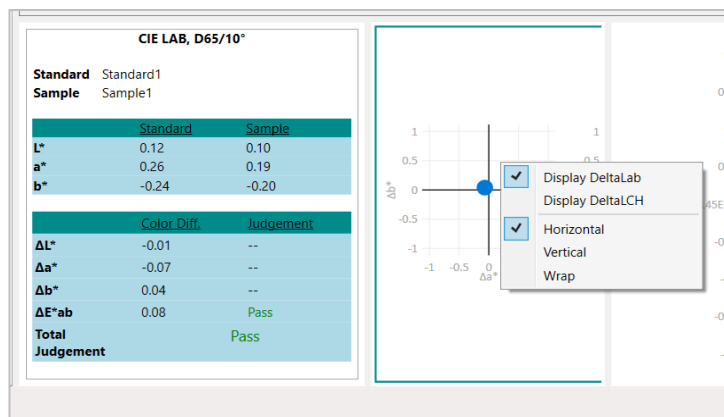 CIE LAB, D65/10°
Standard Standard1
Sample Sample1
Standard Sample
L* 0.12 0.10
a* 0.26 0.19
b* -0.24 -0.20
Color Diff. Judgement
ΔL* -0.01 --
Δa* -0.07 --
Δb* 0.04 --
ΔE*ab 0.08 Pass
Total Judgement Pass
1
0.5
0
-0.5
-1
Δb*
-1 -0.5 0
Δa*
1
0.5
Display DeltaLab
Display DeltaLCH
Horizontal
Vertical
Wrap